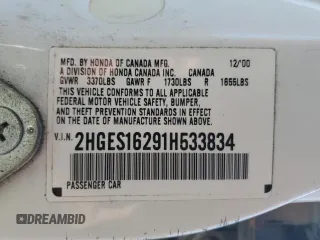 MFD. BY HONDA OF CANADA MFG. 12/00
A DIVISION OF HONDA CANADA INC. CANADA
GVWR 3370LBS GAWR F 1730LBS R 1655LBS
THIS VEHICLE CONFORMS TO ALL APPLICABLE
FEDERAL MOTOR VEHICLE SAFETY, BUMPER,
AND THEFT PREVENTION STANDARDS IN EFFECT
ON THE DATE OF MANUFACTURE SHOWN ABOVE.
V.I.N. 2HGES16291H533834
PASSENGER CAR
DREAMBID